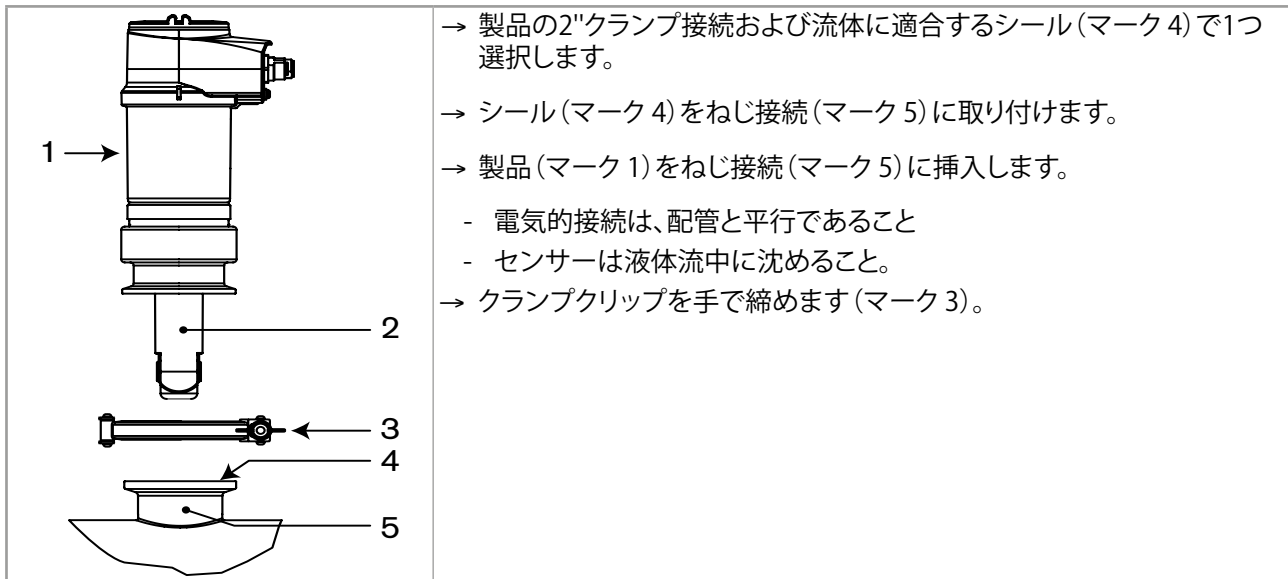 1
2
3
4
5
→ 製品の2"クランプ接続および流体に適合するシール（マーク 4）で1つ
選択します。
→ シール（マーク 4）をねじ接続（マーク 5）に取り付けます。
→ 製品（マーク 1）をねじ接続（マーク 5）に挿入します。
- 電気的接続は、配管と平行であること
- センサーは液体流中に沈めること。
→ クランプクリップを手で締めます（マーク 3）。